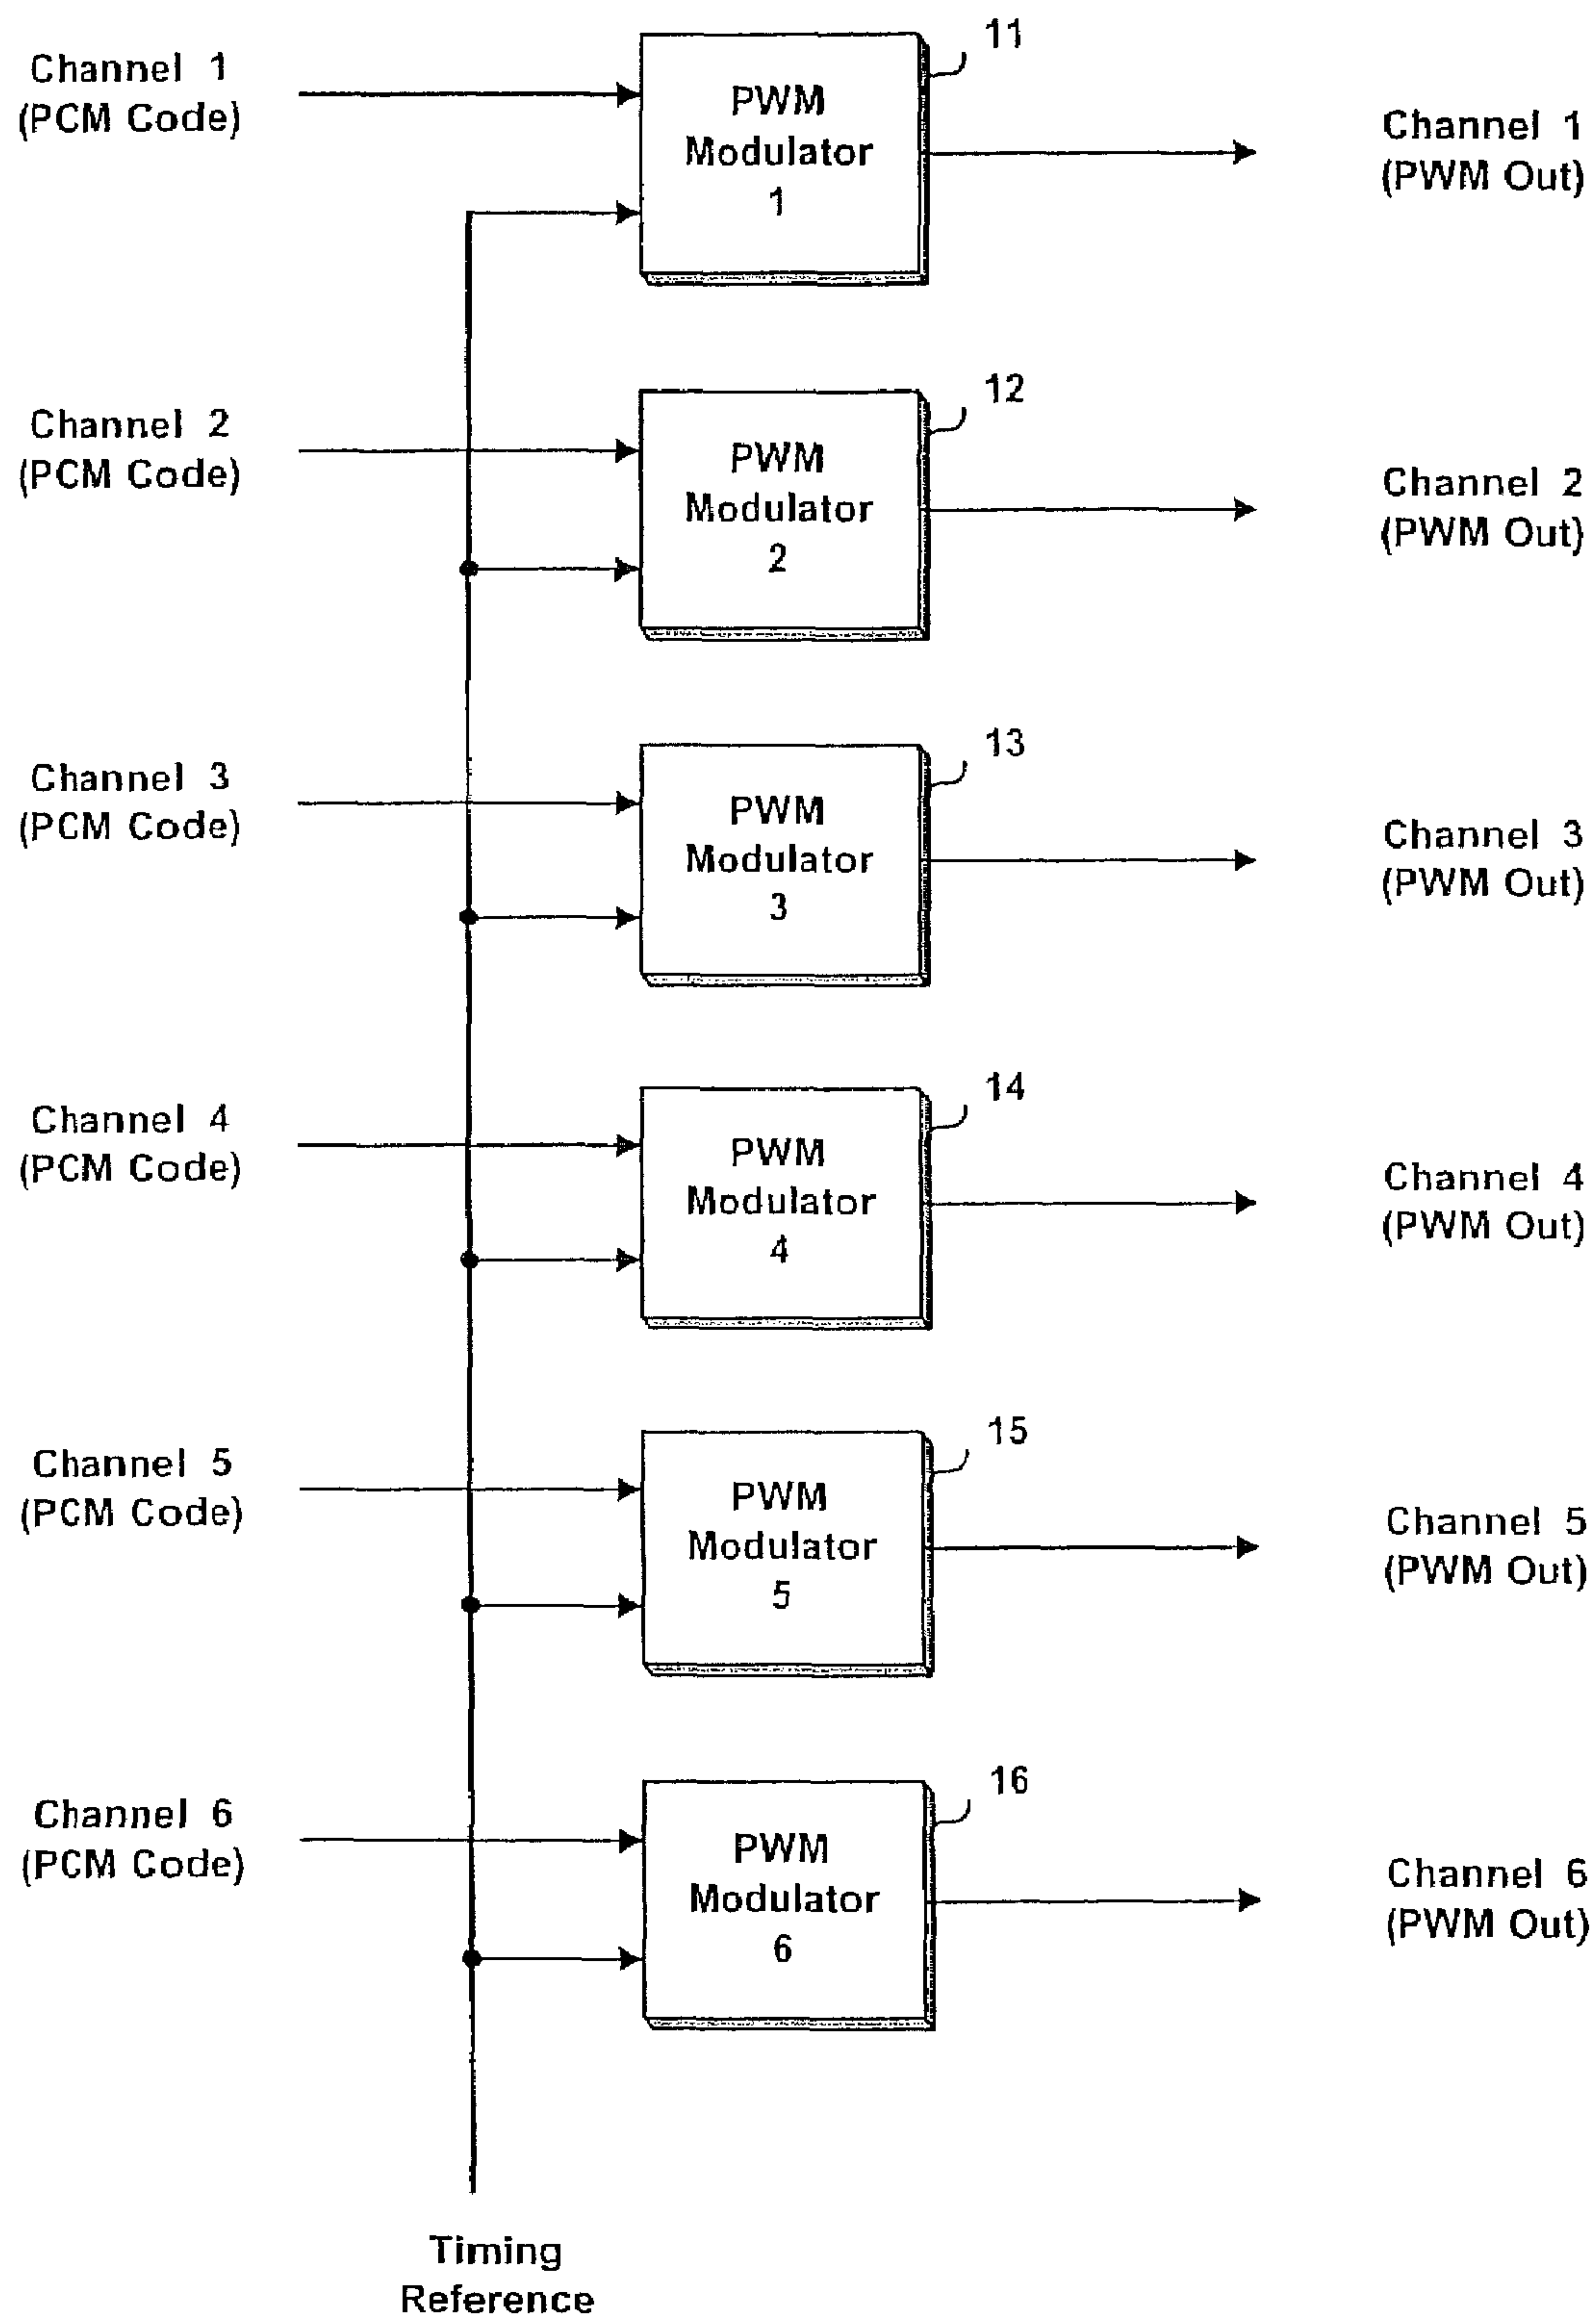 11
Channel 1
(PCM Code)
PWM
Modulator
1
Channel 1
(PWM Out)
12
Channel 2
(PCM Code)
PWM
Modulator
2
Channel 2
(PWM Out)
13
Channel 3
(PCM Code)
PWM
Modulator
3
Channel 3
(PWM Out)
14
Channel 4
(PCM Code)
PWM
Modulator
4
Channel 4
(PWM Out)
15
Channel 5
(PCM Code)
PWM
Modulator
5
Channel 5
(PWM Out)
16
Channel 6
(PCM Code)
PWM
Modulator
6
Channel 6
(PWM Out)
Timing
Reference